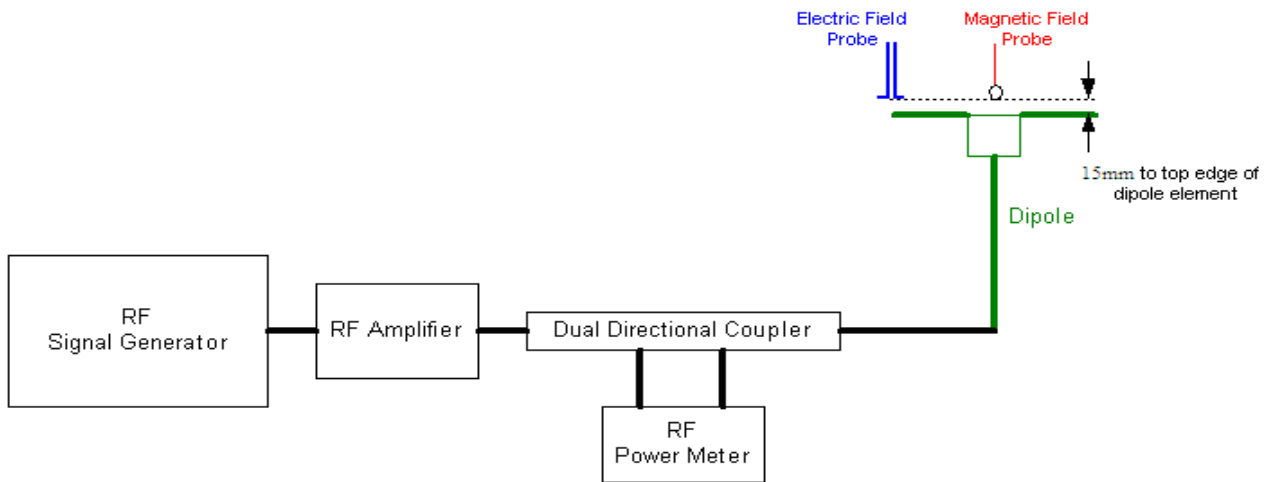 Electric Field
Probe
Magnetic Field
Probe
15mm to top edge of
dipole element
Dipole
RF
Signal Generator
RF Amplifier
Dual Directional Coupler
RF
Power Meter